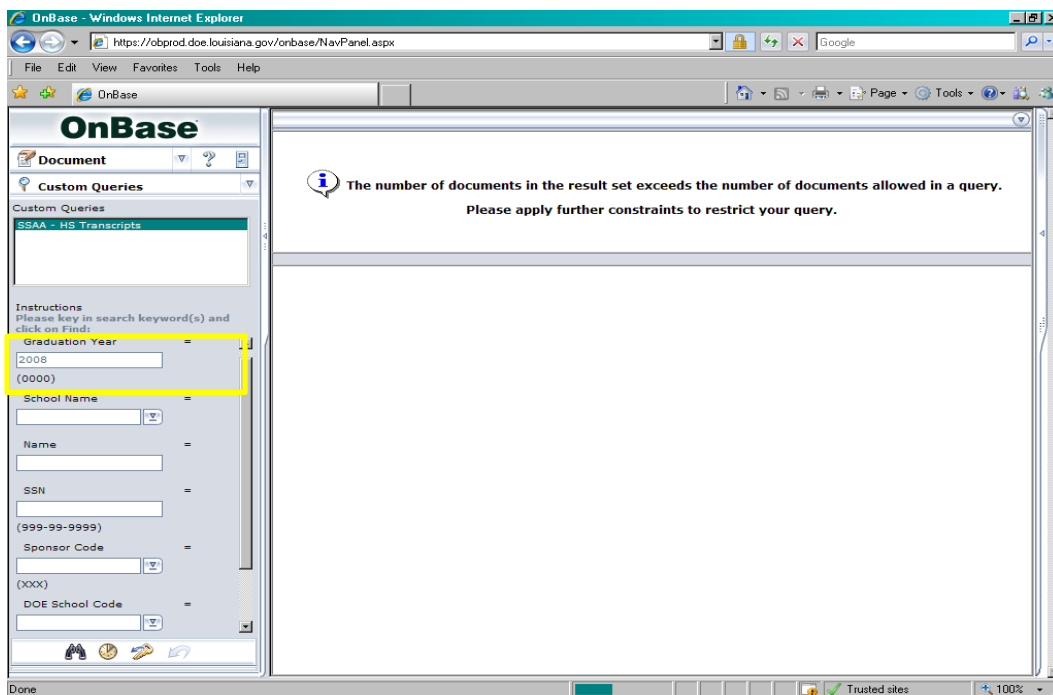 OnBase - Windows Internet Explorer
https://obprod.doe.louisiana.gov/onbase/NavPanel.aspx
Google
File Edit View Favorites Tools Help
OnBase
Page Tools
OnBase
Document
Custom Queries
Custom Queries
SSAA - HS Transcripts
The number of documents in the result set exceeds the number of documents allowed in a query.
Please apply further constraints to restrict your query.
Instructions
Please key in search keyword(s) and
click on Find:
Graduation Year =
2008
(0000)
School Name =
Name =
SSN =
(999-99-9999)
Sponsor Code =
(XXX)
DOE School Code =
Done
Trusted sites
100%